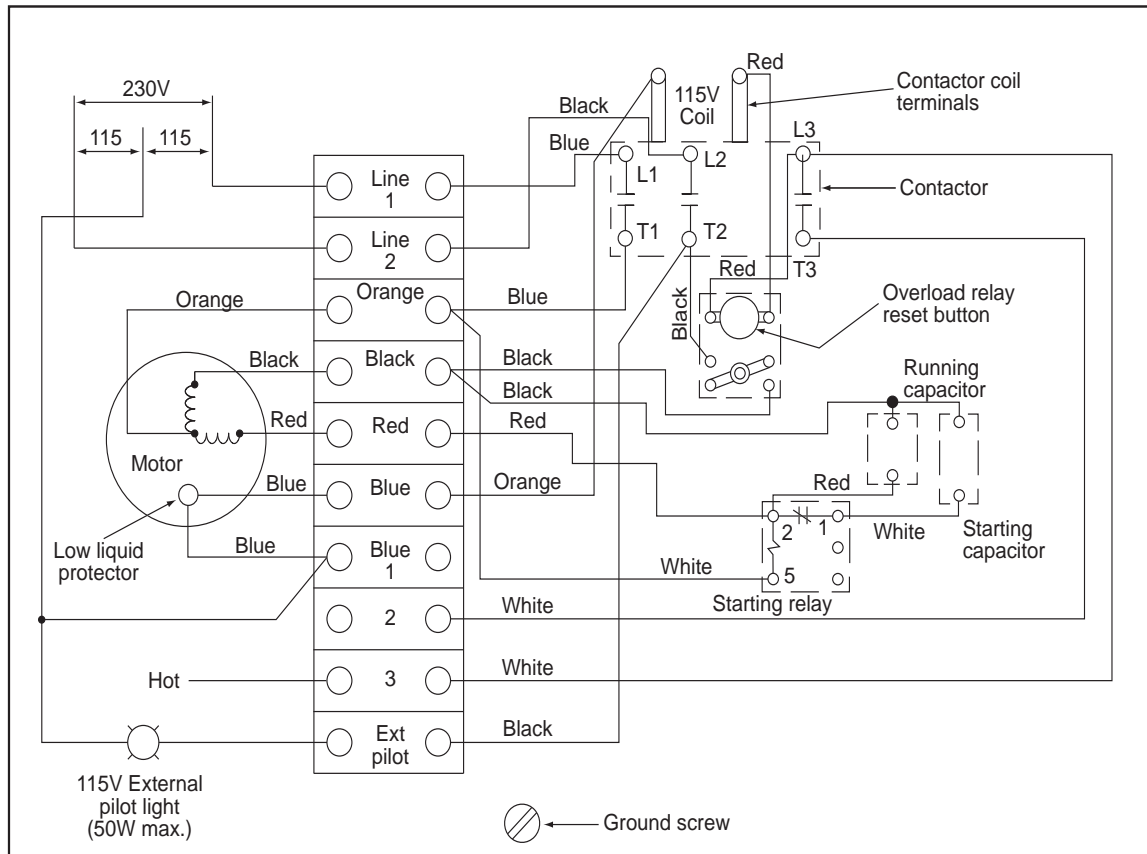 230V
115
115
Black
Blue
115V
Coil
Red
Contactor coil
terminals
L1
L2
L3
Contactor
T1
T2
T3
Line
1
Line
2
Orange
Orange
Blue
Red
Black
Overload relay
reset button
Black
Black
Black
Black
Running
capacitor
Motor
Red
Red
Red
Blue
Blue
Orange
Red
2
1
White
Starting
capacitor
Low liquid
protector
Blue
Blue
1
White
5
Starting relay
2
White
Hot
3
White
Ext
pilot
Black
115V External
pilot light
(50W max.)
Ground screw